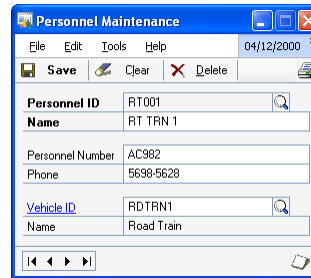 Personnel Maintenance
File Edit Tools Help 04/12/2000
Save Clear Delete
Personnel ID RT001
Name RT TRN 1
Personnel Number AC982
Phone 5698-5628
Vehicle ID RDTRN1
Name Road Train